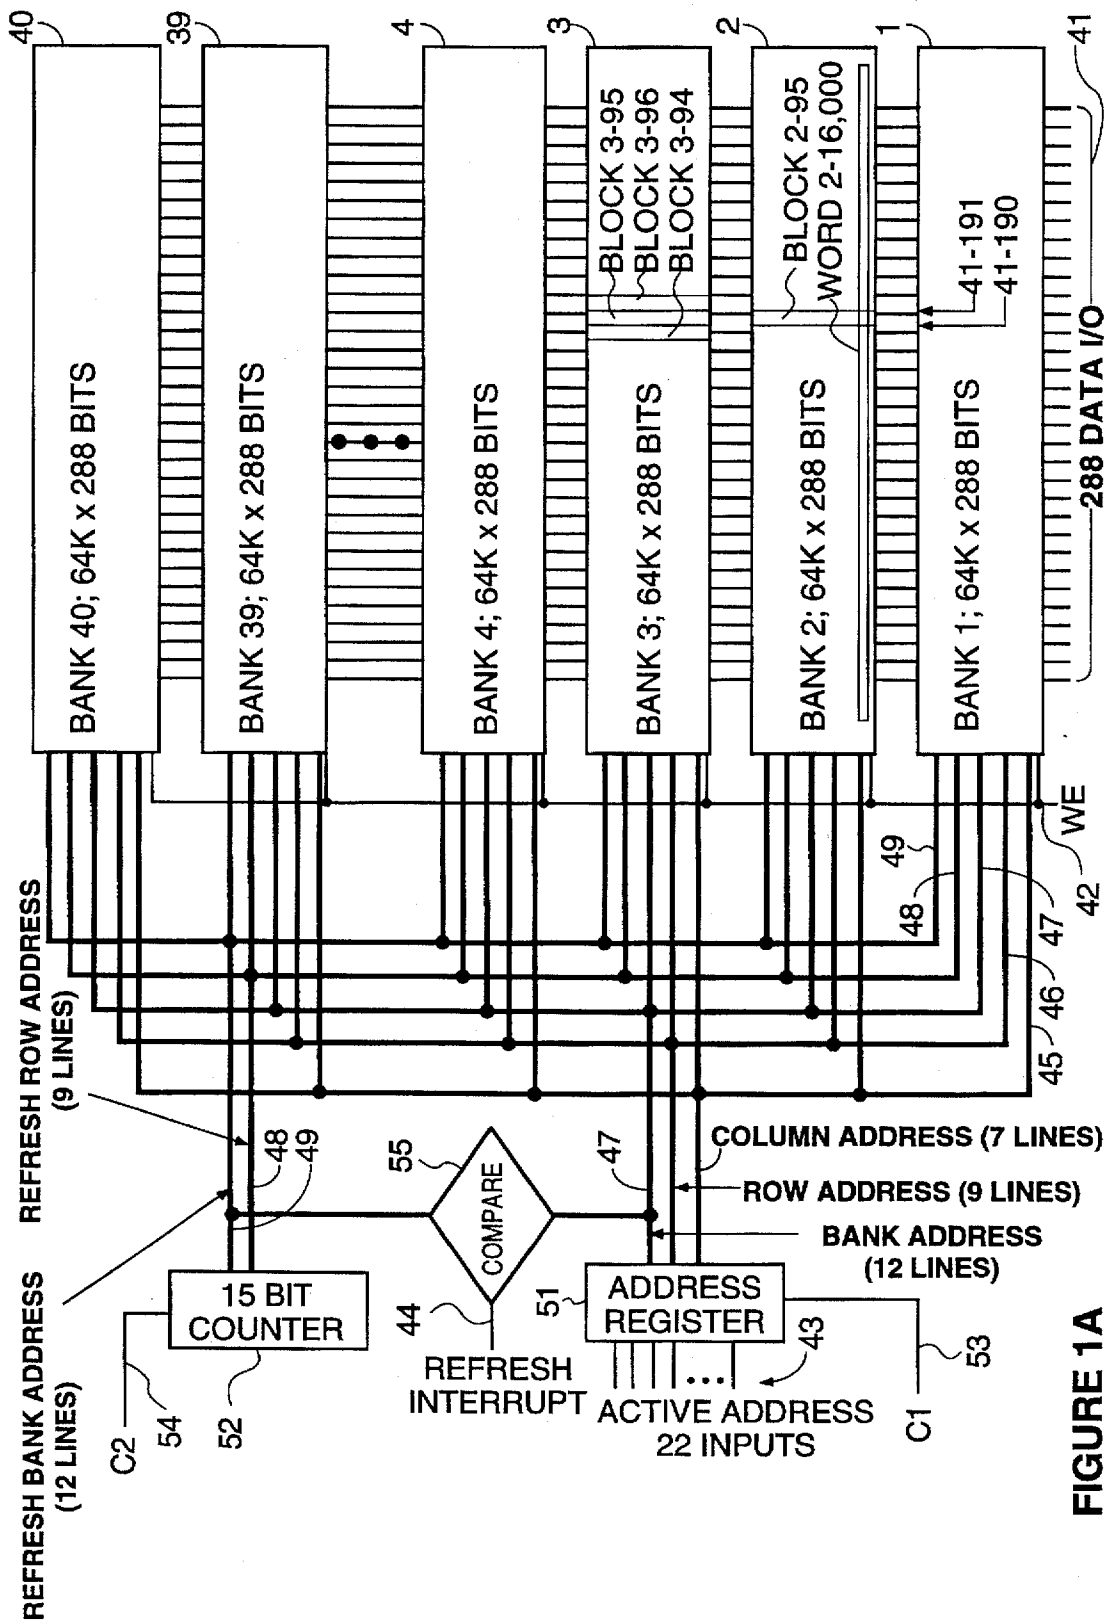 REFRESH BANK ADDRESS
(12 LINES)
REFRESH ROW ADDRESS
(9 LINES)
40
39
4
3
2
1
41
BANK 40; 64K x 288 BITS
BANK 39; 64K x 288 BITS
BANK 4; 64K x 288 BITS
BANK 3; 64K x 288 BITS
BLOCK 3-95
BLOCK 3-96
BLOCK 3-94
BANK 2; 64K x 288 BITS
BLOCK 2-95
WORD 2-16,000
BANK 1; 64K x 288 BITS
41-191
41-190
288 DATA I/O
49
48
47
46
45
42
WE
C2
54
52
15 BIT
COUNTER
48
49
55
COMPARE
44
REFRESH
INTERRUPT
47
COLUMN ADDRESS (7 LINES)
ROW ADDRESS (9 LINES)
BANK ADDRESS
(12 LINES)
51
ADDRESS
REGISTER
43
ACTIVE ADDRESS
22 INPUTS
53
C1
FIGURE 1A